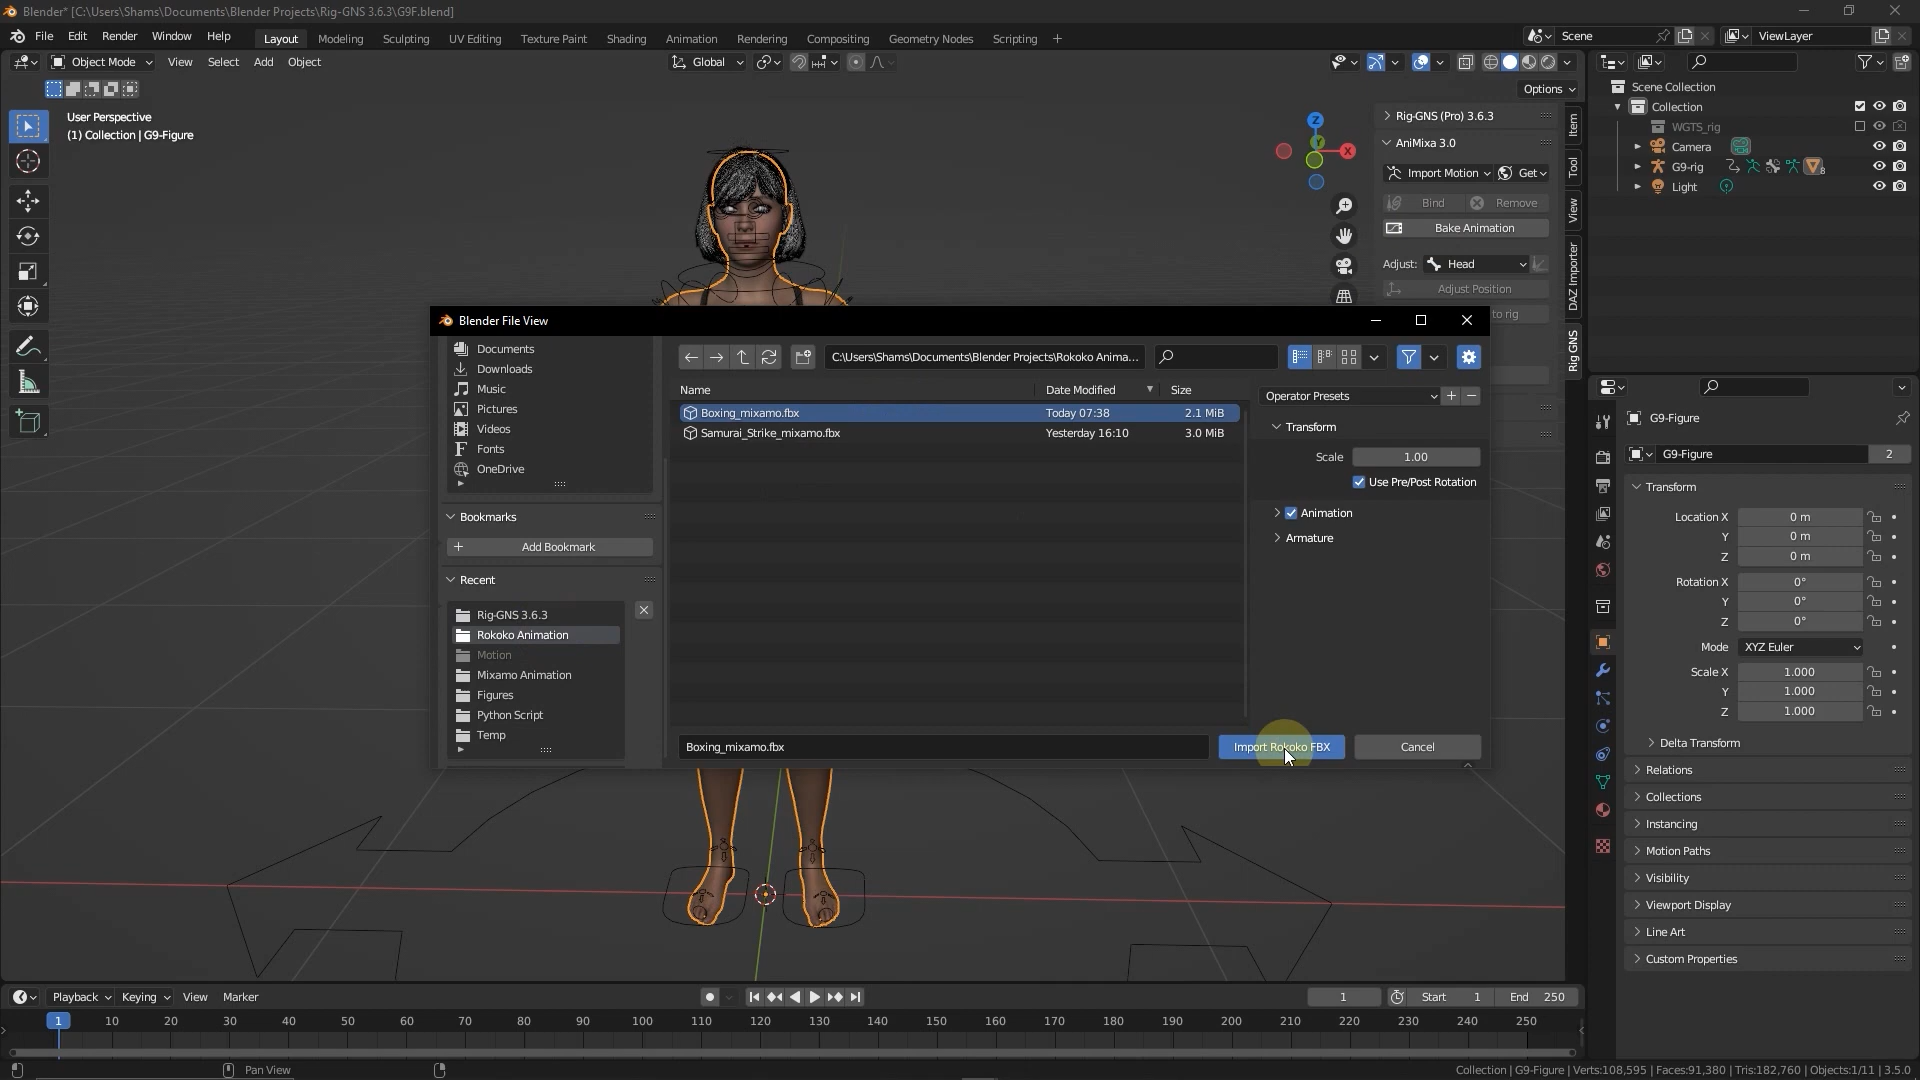 Blender* [C:\Users\Shams\Documents\Blender Projects\Rig-GNS 3.6.3\G9F.blend]
File Edit Render Window Help Layout Modeling Sculpting UV Editing Texture Paint Shading Animation Rendering Compositing Geometry Nodes Scripting + Scene ViewLayer
Object Mode View Select Add Object Global
Options
User Perspective
(1) Collection | G9-Figure
Z
X
Rig-GNS (Pro) 3.6.3
AniMixa 3.0
Import Motion Get
Bind Remove
Bake Animation
Adjust: Head
Adjust Position
to rig
Item
Tool
View
DAZ Importer
Rig GNS
Scene Collection
Collection
WGTS_rig
Camera
G9-rig 8
Light
Blender File View
Documents
Downloads
Music
Pictures
Videos
Fonts
OneDrive
Bookmarks
Add Bookmark
Recent
Rig-GNS 3.6.3
Rokoko Animation
Motion
Mixamo Animation
Figures
Python Script
Temp
C:\Users\Shams\Documents\Blender Projects\Rokoko Anima...
Name Date Modified Size
Boxing_mixamo.fbx Today 07:38 2.1 MiB
Samurai_Strike_mixamo.fbx Yesterday 16:10 3.0 MiB
Operator Presets
Transform
Scale 1.00
Use Pre/Post Rotation
Animation
Armature
Boxing_mixamo.fbx Import Rokoko FBX Cancel
G9-Figure
G9-Figure 2
Transform
Location X 0 m
Y 0 m
Z 0 m
Rotation X 0°
Y 0°
Z 0°
Mode XYZ Euler
Scale X 1.000
Y 1.000
Z 1.000
Delta Transform
Relations
Collections
Instancing
Motion Paths
Visibility
Viewport Display
Line Art
Custom Properties
Playback Keying View Marker 1 Start 1 End 250
1 10 20 30 40 50 60 70 80 90 100 110 120 130 140 150 160 170 180 190 200 210 220 230 240 250
Pan View Collection | G9-Figure | Verts:108,595 | Faces:91,380 | Tris:182,760 | Objects:1/11 | 3.5.0